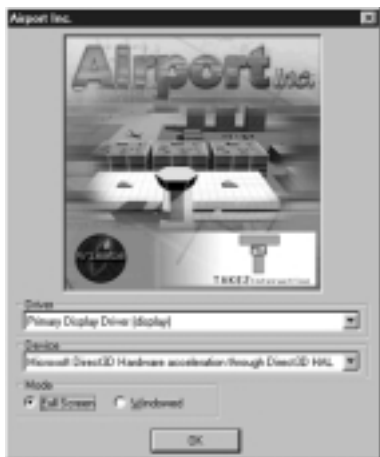 Airport Inc.
Airport Inc.
TAKE2 Interactive
Driver
Primary Display Driver (display)
Device
Microsoft Direct3D Hardware acceleration through Direct3D HAL
Mode
Full Screen
Windowed
OK